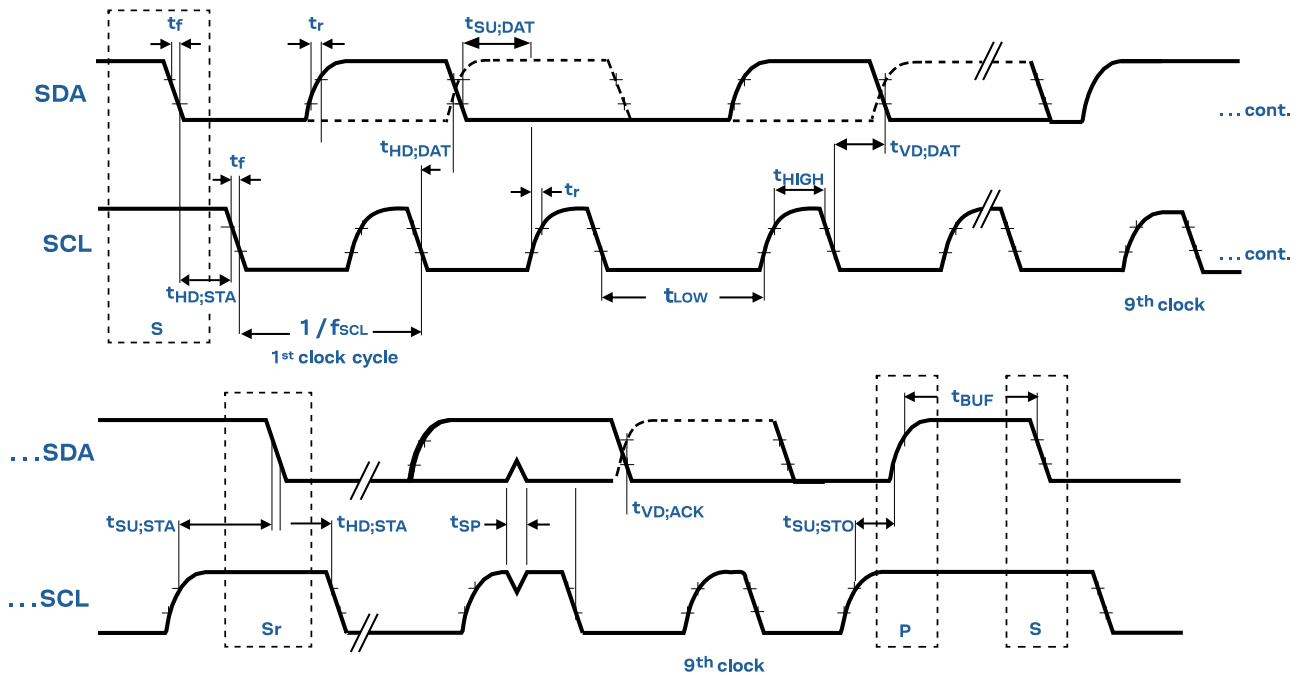 tf
tr
tSU;DAT
SDA
...cont.
tHD;DAT
tVD;DAT
tf
tr
tHIGH
SCL
...cont.
tHD;STA
tLOW
9th clock
S
1 / fSCL
1st clock cycle
tBUF
...SDA
tSU;STA
tHD;STA
tSP
tVD;ACK
tSU;STO
...SCL
Sr
P
S
9th clock